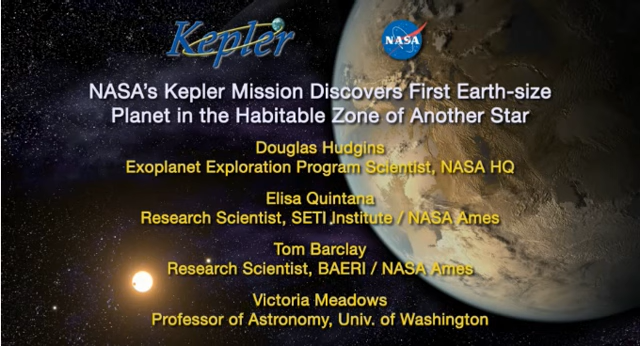 Kepler
NASA
NASA's Kepler Mission Discovers First Earth-size
Planet in the Habitable Zone of Another Star
Douglas Hudgins
Exoplanet Exploration Program Scientist, NASA HQ
Elisa Quintana
Research Scientist, SETI Institute / NASA Ames
Tom Barclay
Research Scientist, BAERI / NASA Ames
Victoria Meadows
Professor of Astronomy, Univ. of Washington